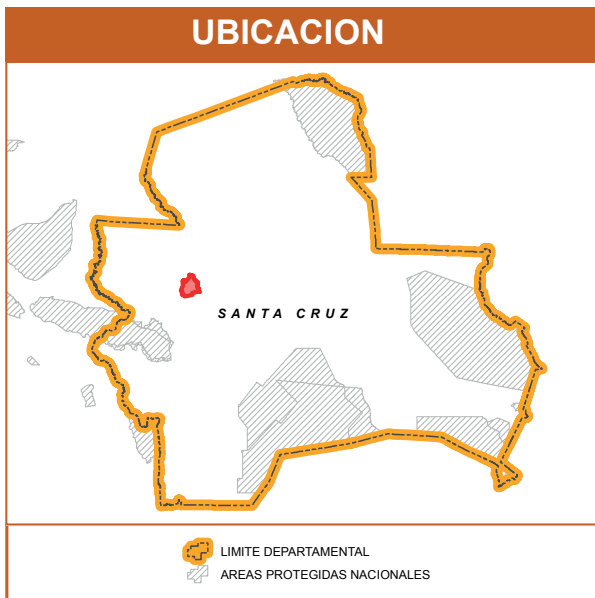 UBICACION
SANTA CRUZ
LIMITE DEPARTAMENTAL
AREAS PROTEGIDAS NACIONALES